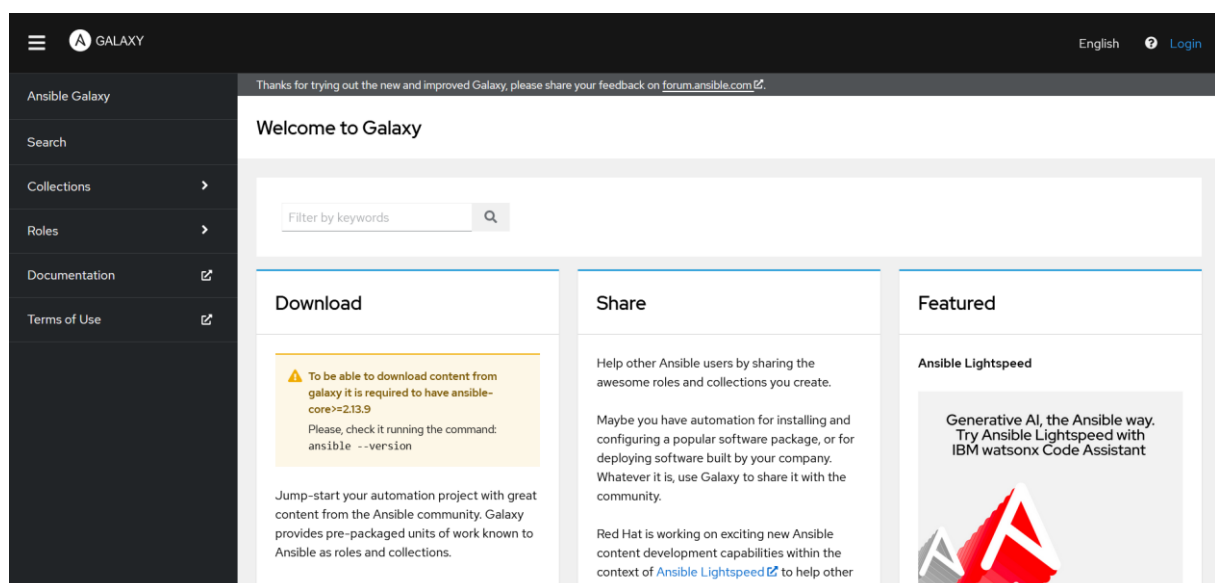 GALAXY
English
Login
Ansible Galaxy
Search
Collections
Roles
Documentation
Terms of Use
Thanks for trying out the new and improved Galaxy, please share your feedback on forum.ansible.com.
Welcome to Galaxy
Filter by keywords
Download
To be able to download content from
galaxy it is required to have ansible-
core>=2.13.9
Please, check it running the command:
ansible --version
Jump-start your automation project with great
content from the Ansible community. Galaxy
provides pre-packaged units of work known to
Ansible as roles and collections.
Share
Help other Ansible users by sharing the
awesome roles and collections you create.
Maybe you have automation for installing and
configuring a popular software package, or for
deploying software built by your company.
Whatever it is, use Galaxy to share it with the
community.
Red Hat is working on exciting new Ansible
content development capabilities within the
context of Ansible Lightspeed to help other
Featured
Ansible Lightspeed
Generative AI, the Ansible way.
Try Ansible Lightspeed with
IBM watsonx Code Assistant